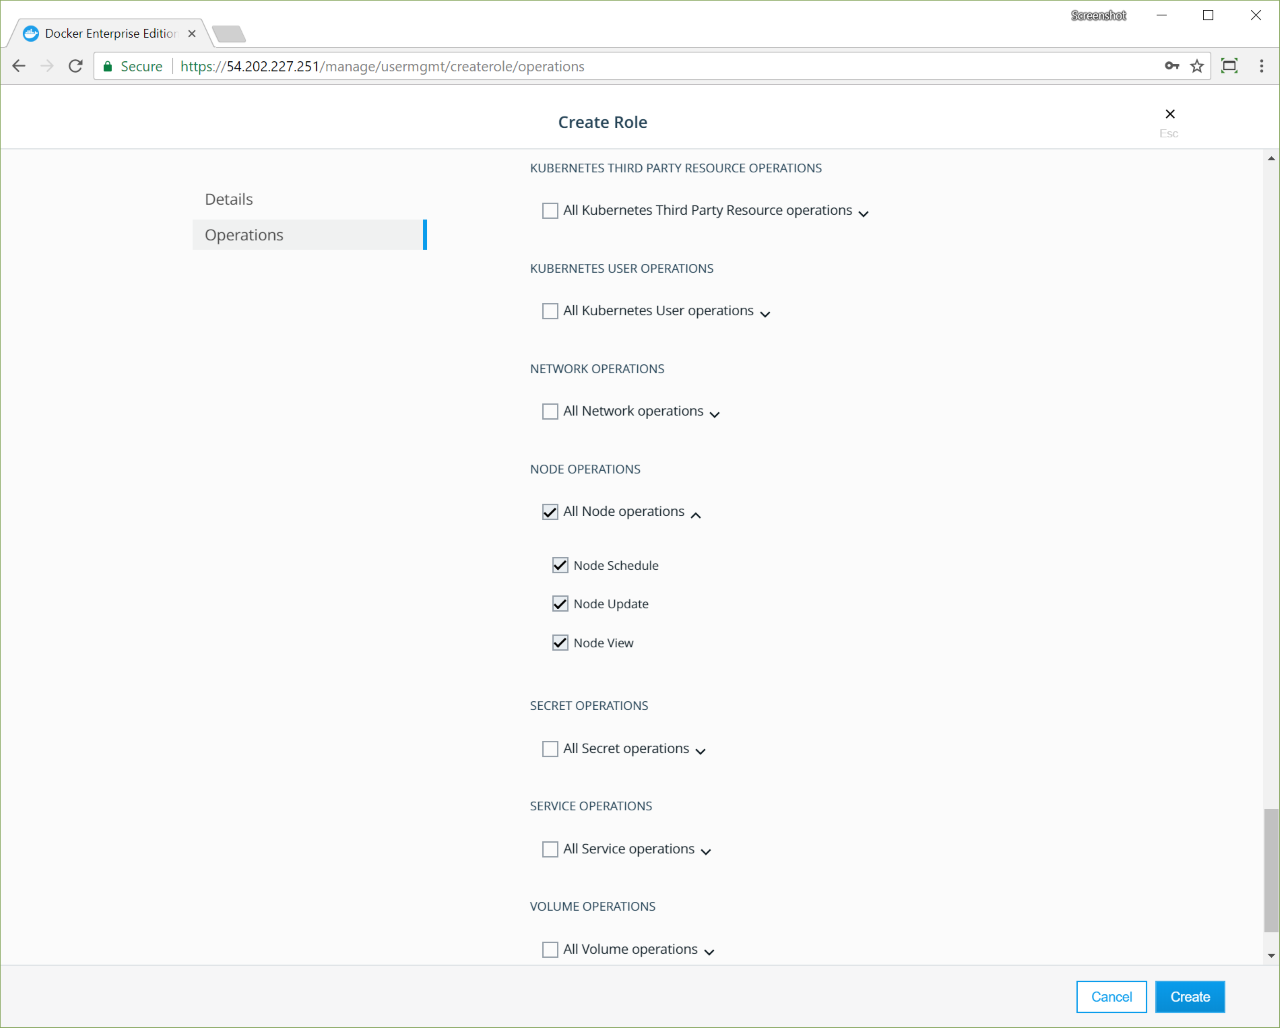 Screenshot
Docker Enterprise Edition
Secure https://54.202.227.251/manage/usermgmt/createrole/operations
Create Role
Esc
Details
Operations
KUBERNETES THIRD PARTY RESOURCE OPERATIONS
All Kubernetes Third Party Resource operations
KUBERNETES USER OPERATIONS
All Kubernetes User operations
NETWORK OPERATIONS
All Network operations
NODE OPERATIONS
All Node operations
Node Schedule
Node Update
Node View
SECRET OPERATIONS
All Secret operations
SERVICE OPERATIONS
All Service operations
VOLUME OPERATIONS
All Volume operations
Cancel Create